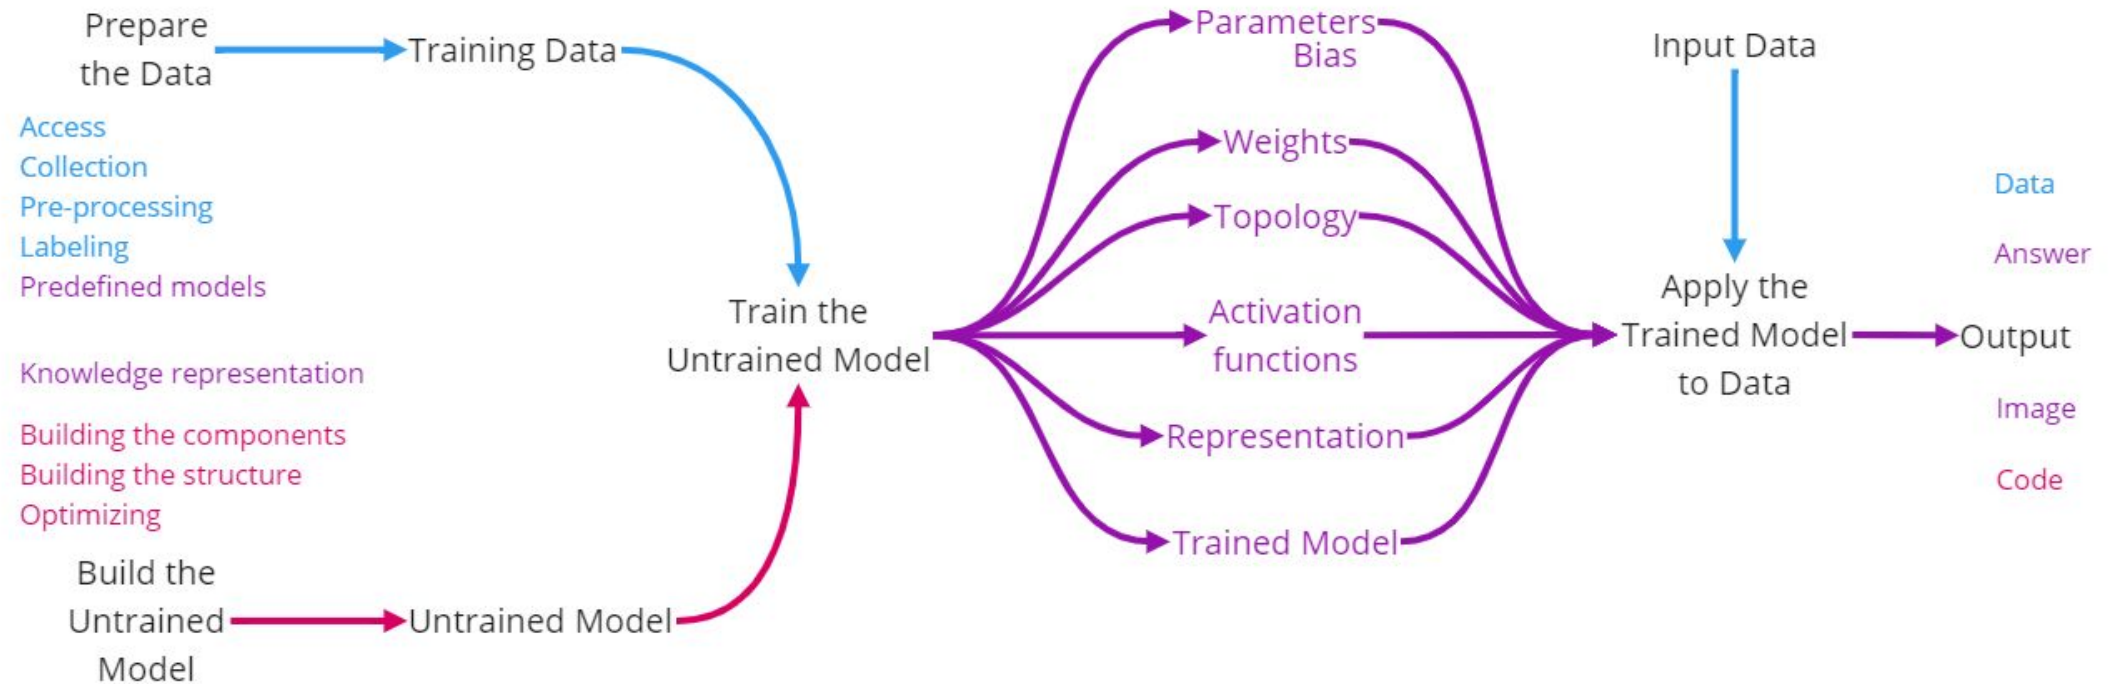 Prepare
the Data
Training Data
Access
Collection
Pre-processing
Labeling
Predefined models
Knowledge representation
Building the components
Building the structure
Optimizing
Build the
Untrained
Model
Untrained Model
Train the
Untrained Model
Parameters
Bias
Weights
Topology
Activation
functions
Representation
Trained Model
Input Data
Apply the
Trained Model
to Data
Data
Answer
Output
Image
Code